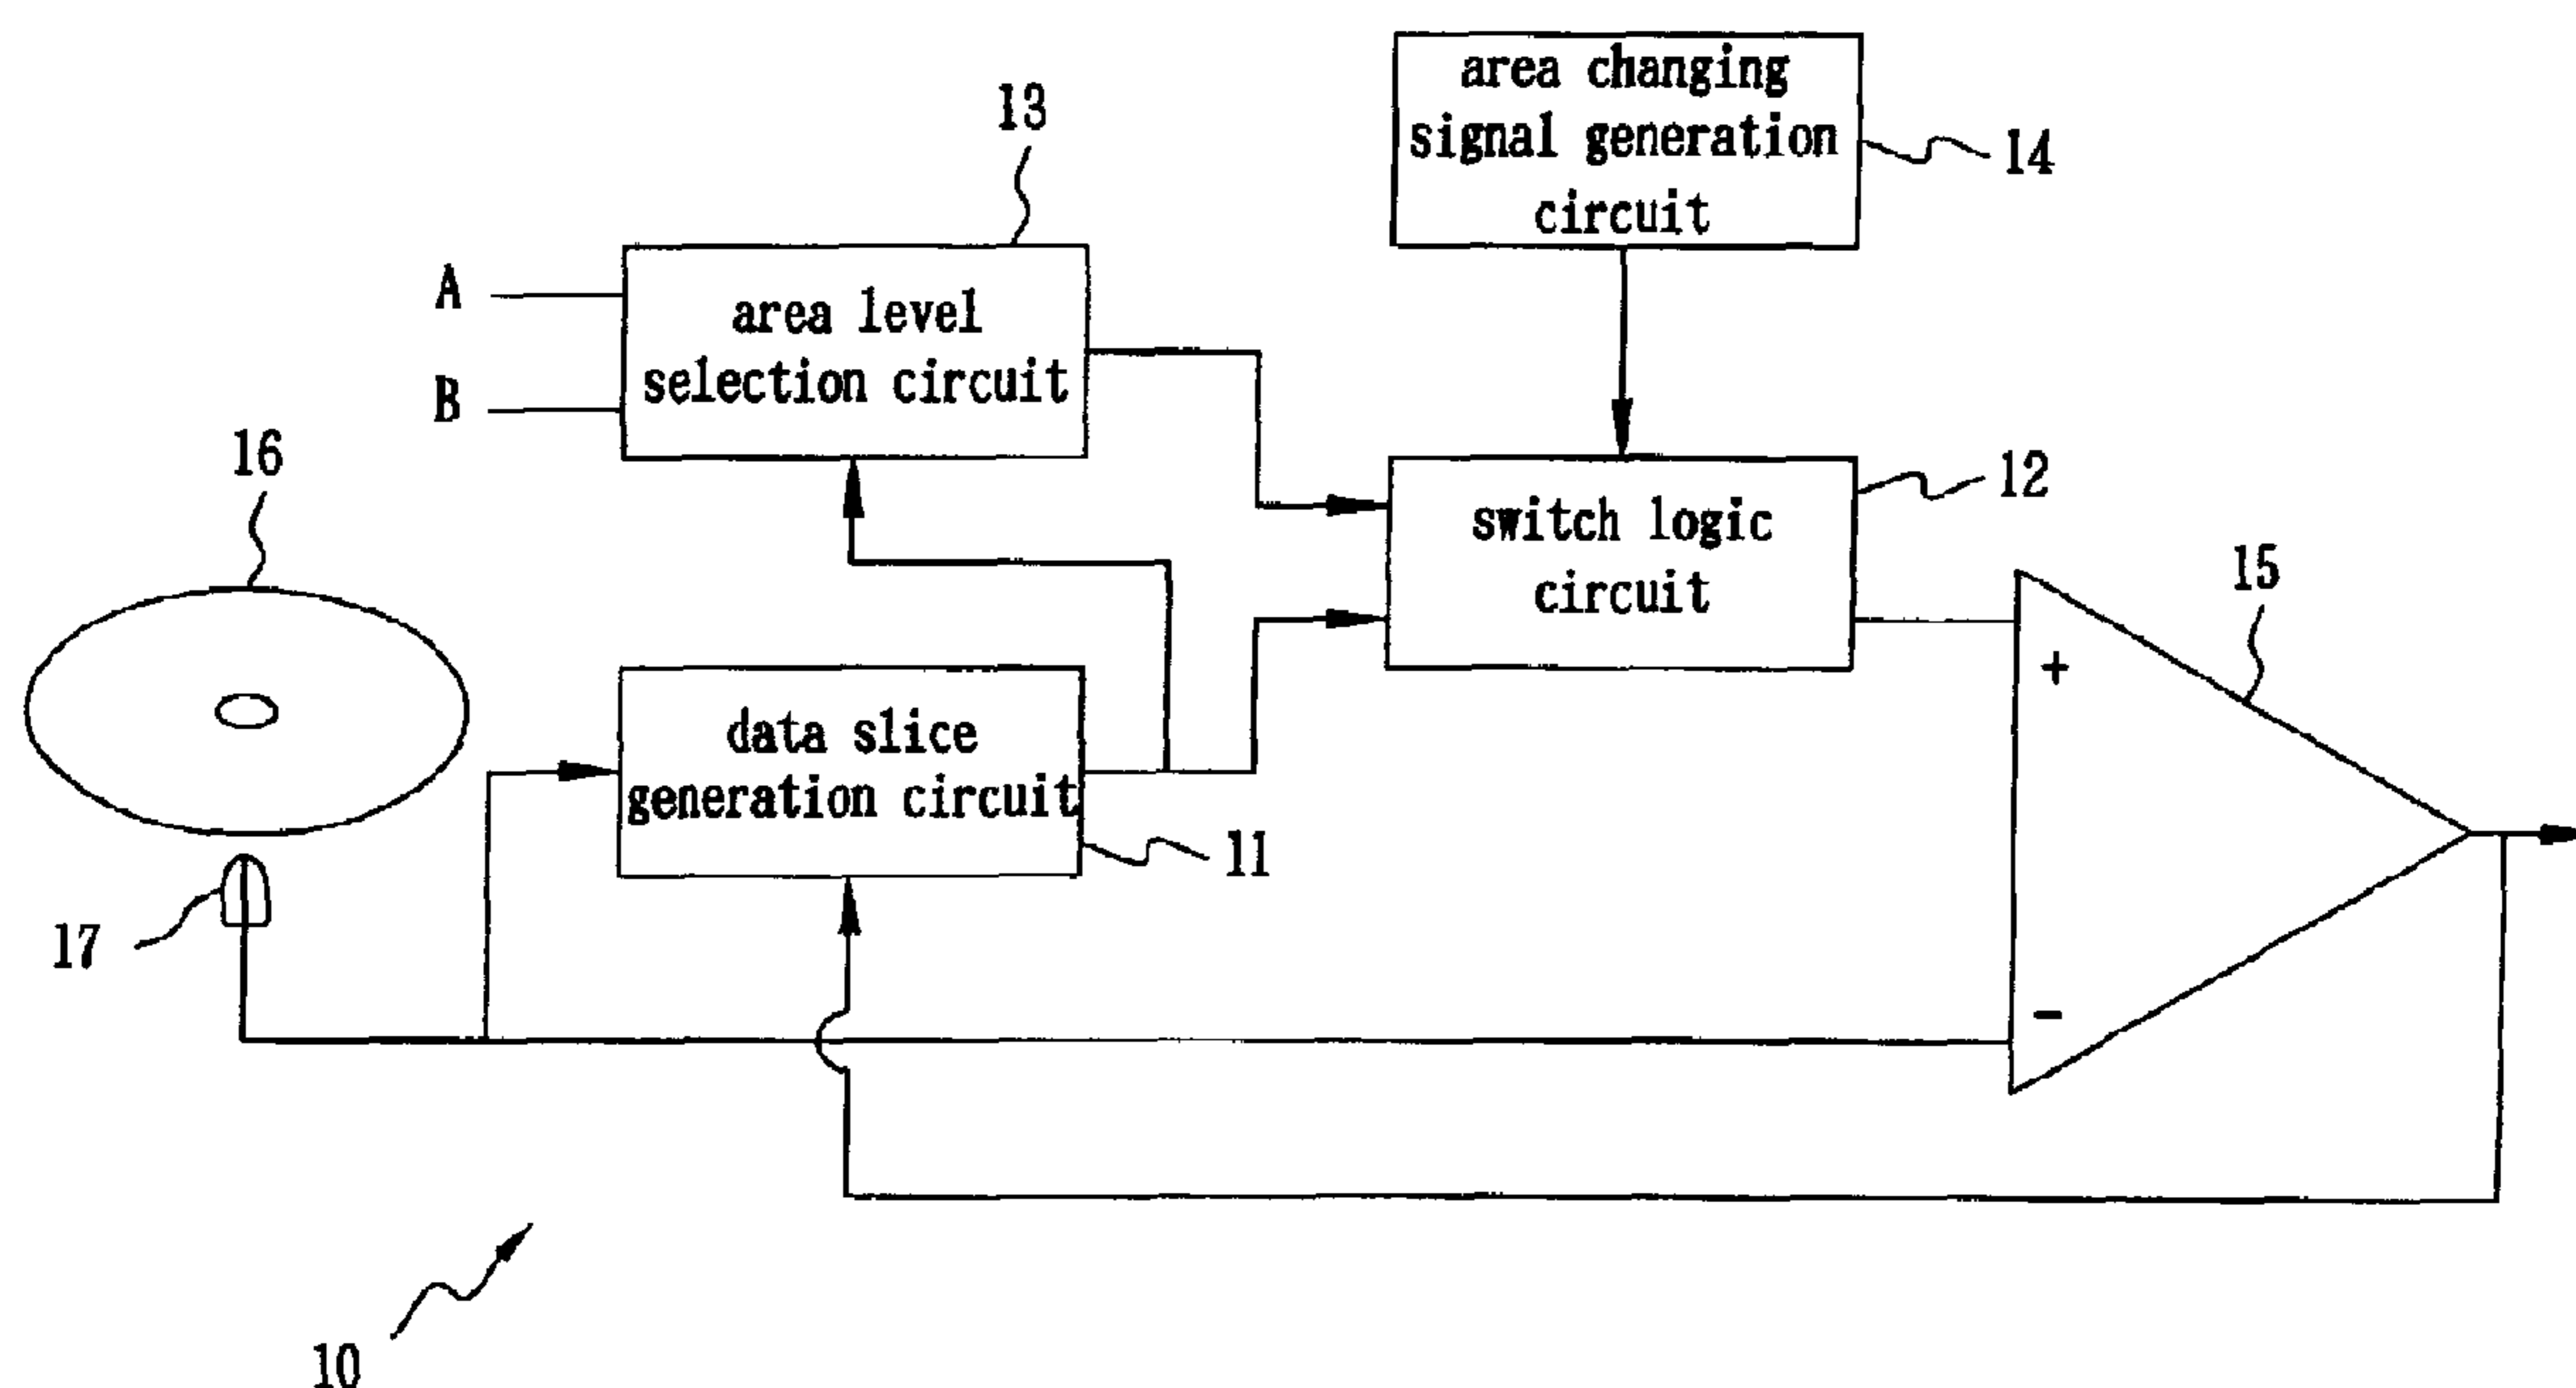 area changing
signal generation
circuit
14
13
A
area level
selection circuit
B
16
switch logic
circuit
12
15
+
data slice
generation circuit
11
17
-
10